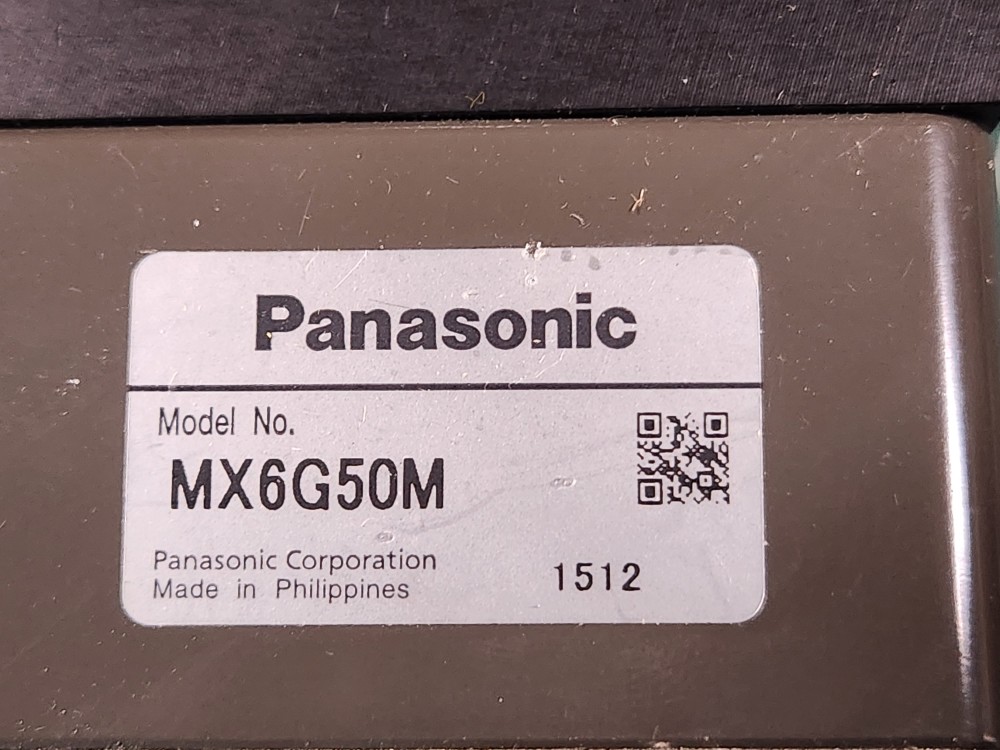 Panasonic
Model No.
MX6G50M
Panasonic Corporation
Made in Philippines
1512